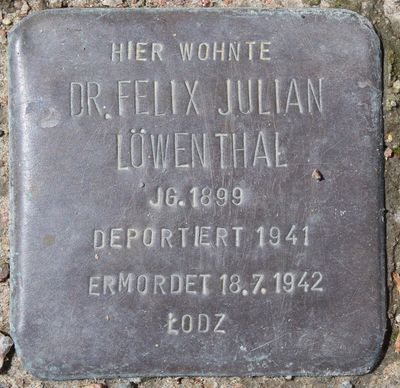 HIER WOHNTE
DR. FELIX JULIAN
LÖWENTHAL
JG. 1899
DEPORTIERT 1941
ERMORDET 18.7.1942
ŁODZ